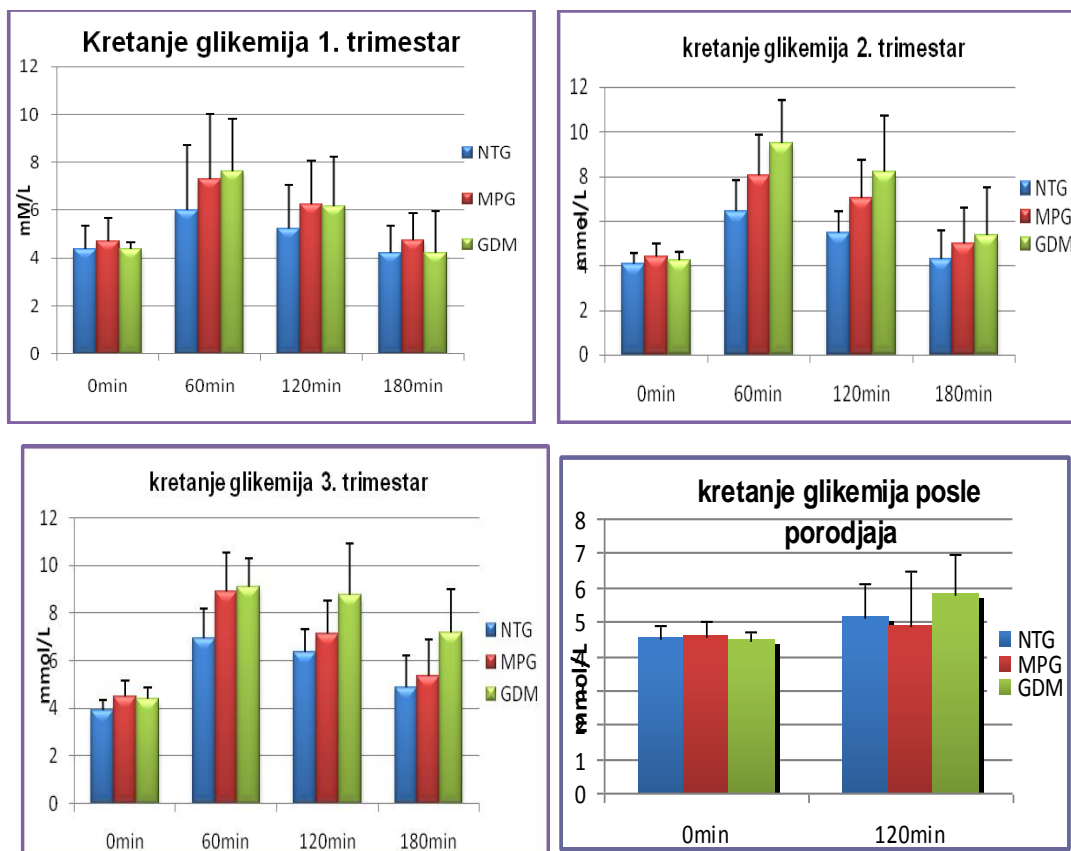 Kretanje glikemija 1. trimestar
12
10
8
6
4
2
0
mM/L
0min 60min 120min 180min
NTG
MPG
GDM
kretanje glikemija 2. trimestar
12
10
8
6
4
2
0
mmol/L
0min 60min 120min 180min
NTG
MPG
GDM
kretanje glikemija 3. trimestar
12
10
8
6
4
2
0
mmol/L
0min 60min 120min 180min
NTG
MPG
GDM
kretanje glikemija posle
porodjaja
8
7
6
5
4
3
2
1
0
mmol/L
0min 120min
NTG
MPG
GDM